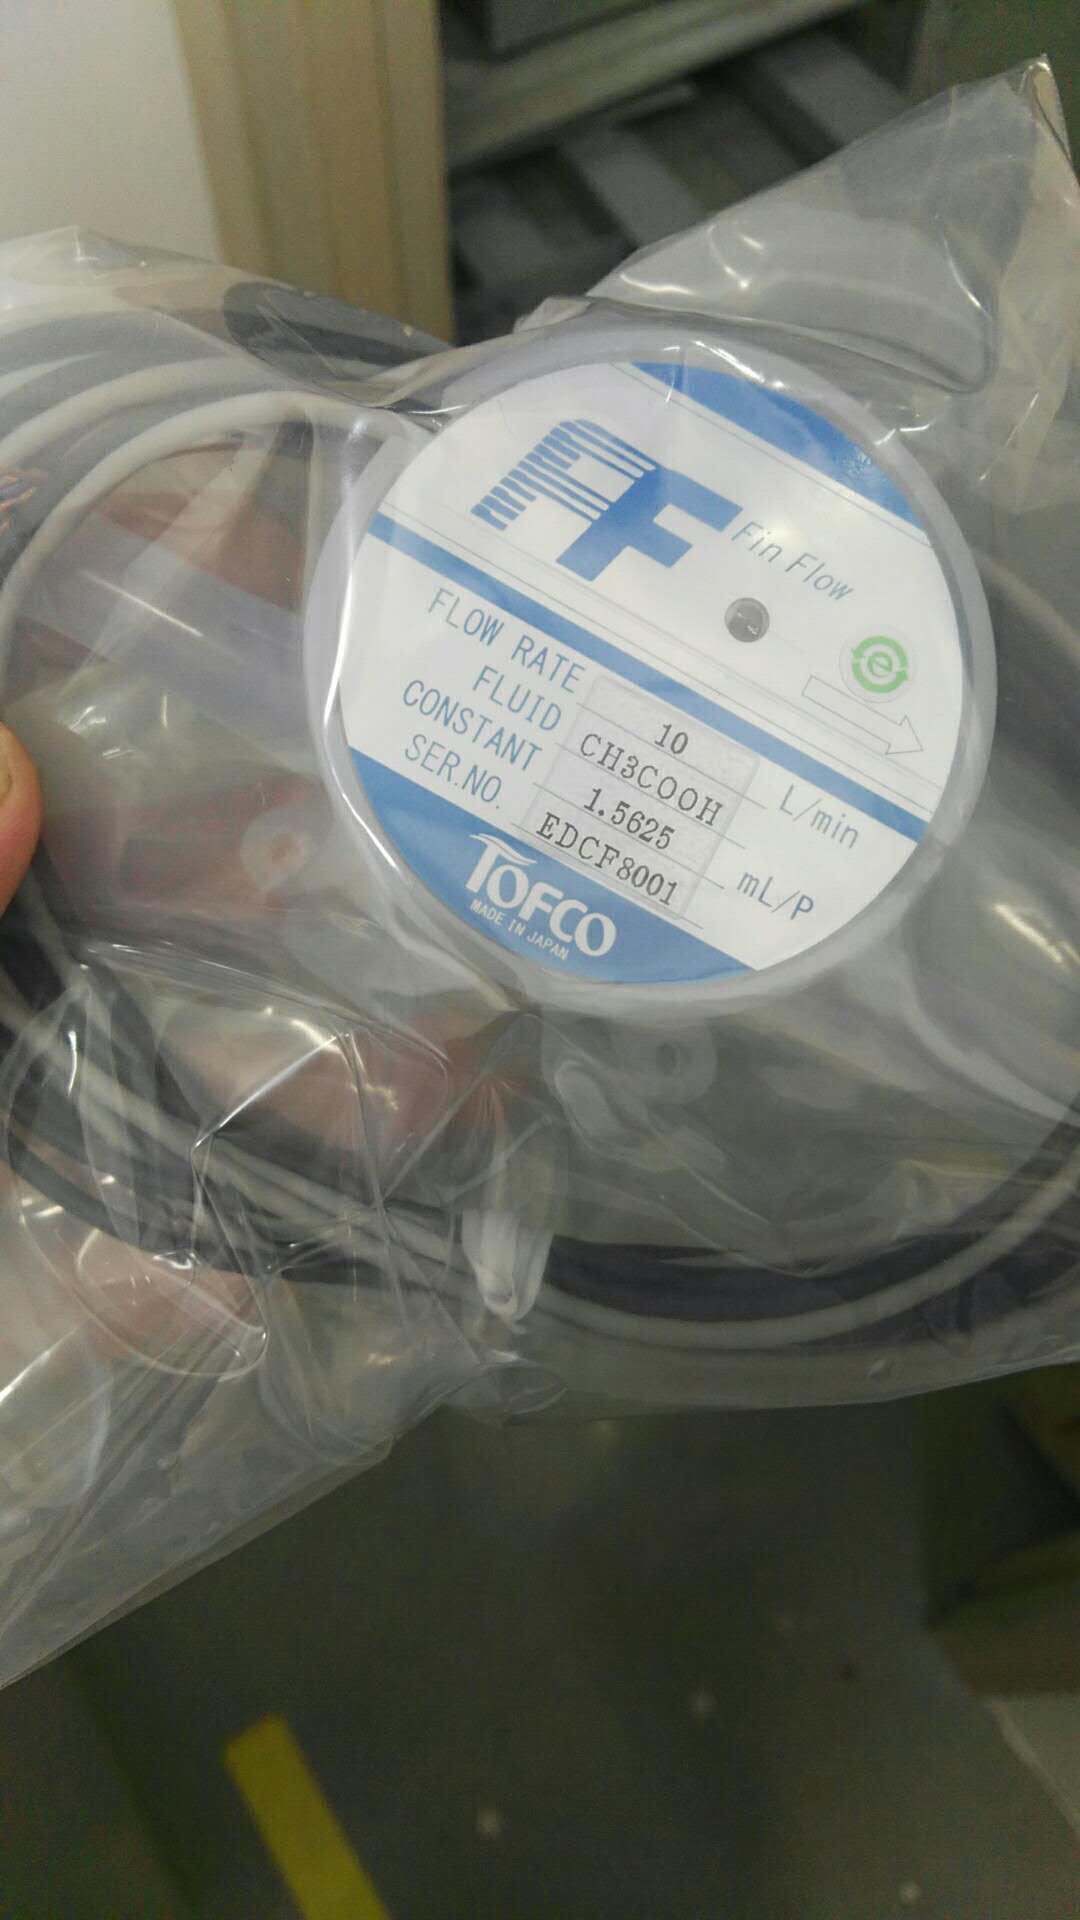 FF Fin Flow
FLOW RATE 10 L/min
FLUID CH3COOH
CONSTANT 1.5625 mL/P
SER.NO. EDCF8001
TOFCO
MADE IN JAPAN
e